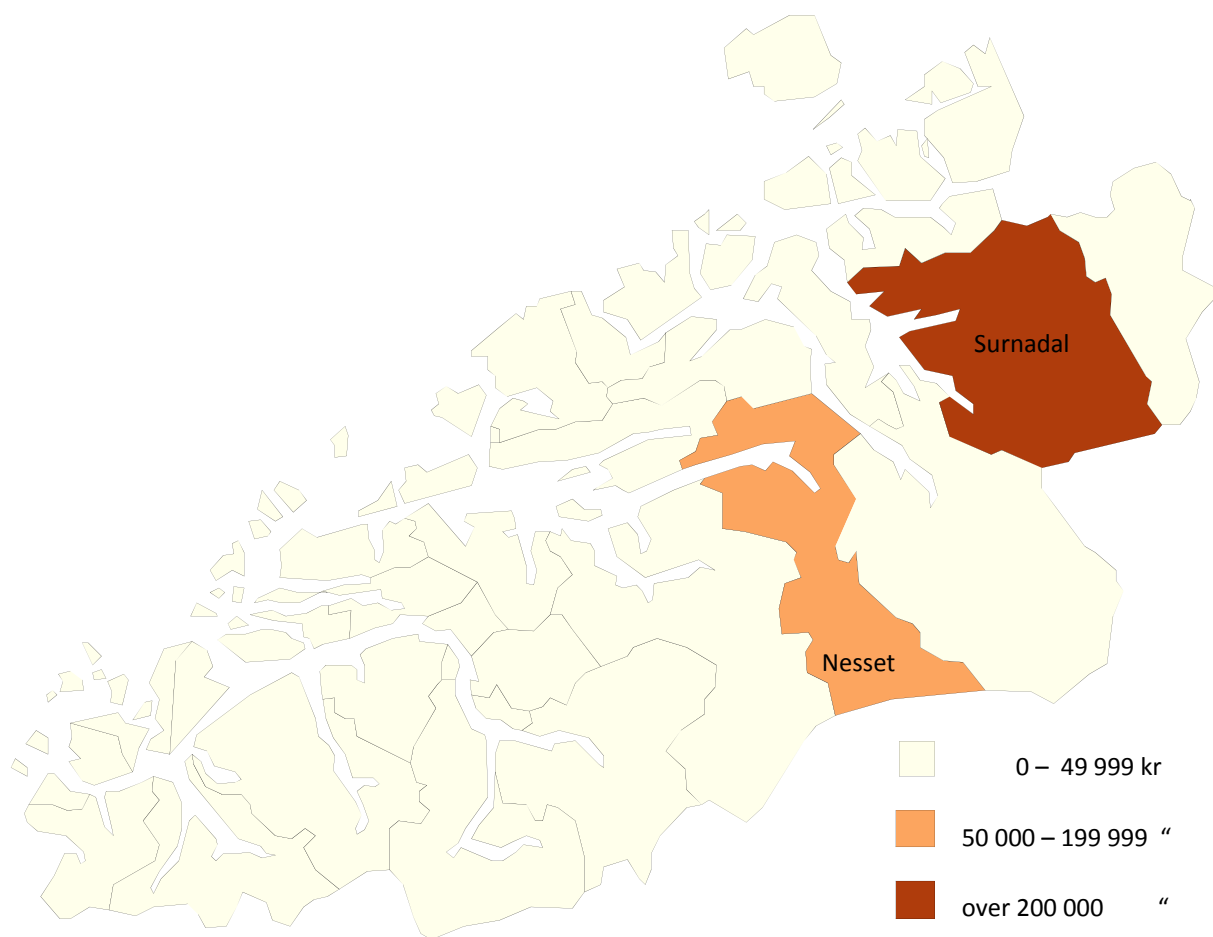 Surnadal
Nesset
0 – 49 999 kr
50 000 – 199 999 “
over 200 000 “